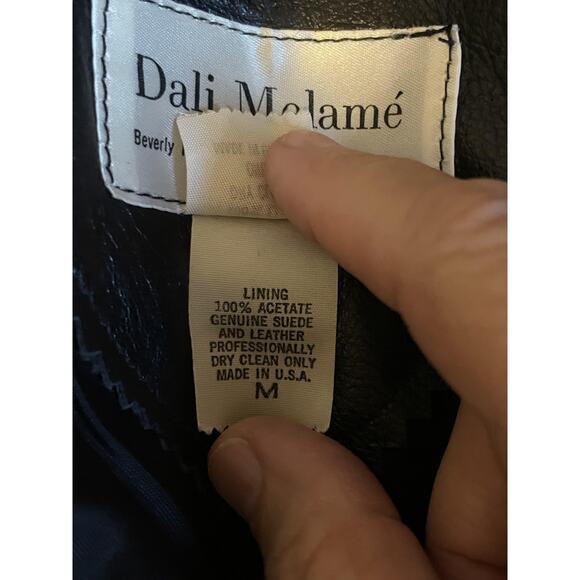 Dali Melamé
Beverly
LINING
100% ACETATE
GENUINE SUEDE
AND LEATHER
PROFESSIONALLY
DRY CLEAN ONLY
MADE IN U.S.A.
M